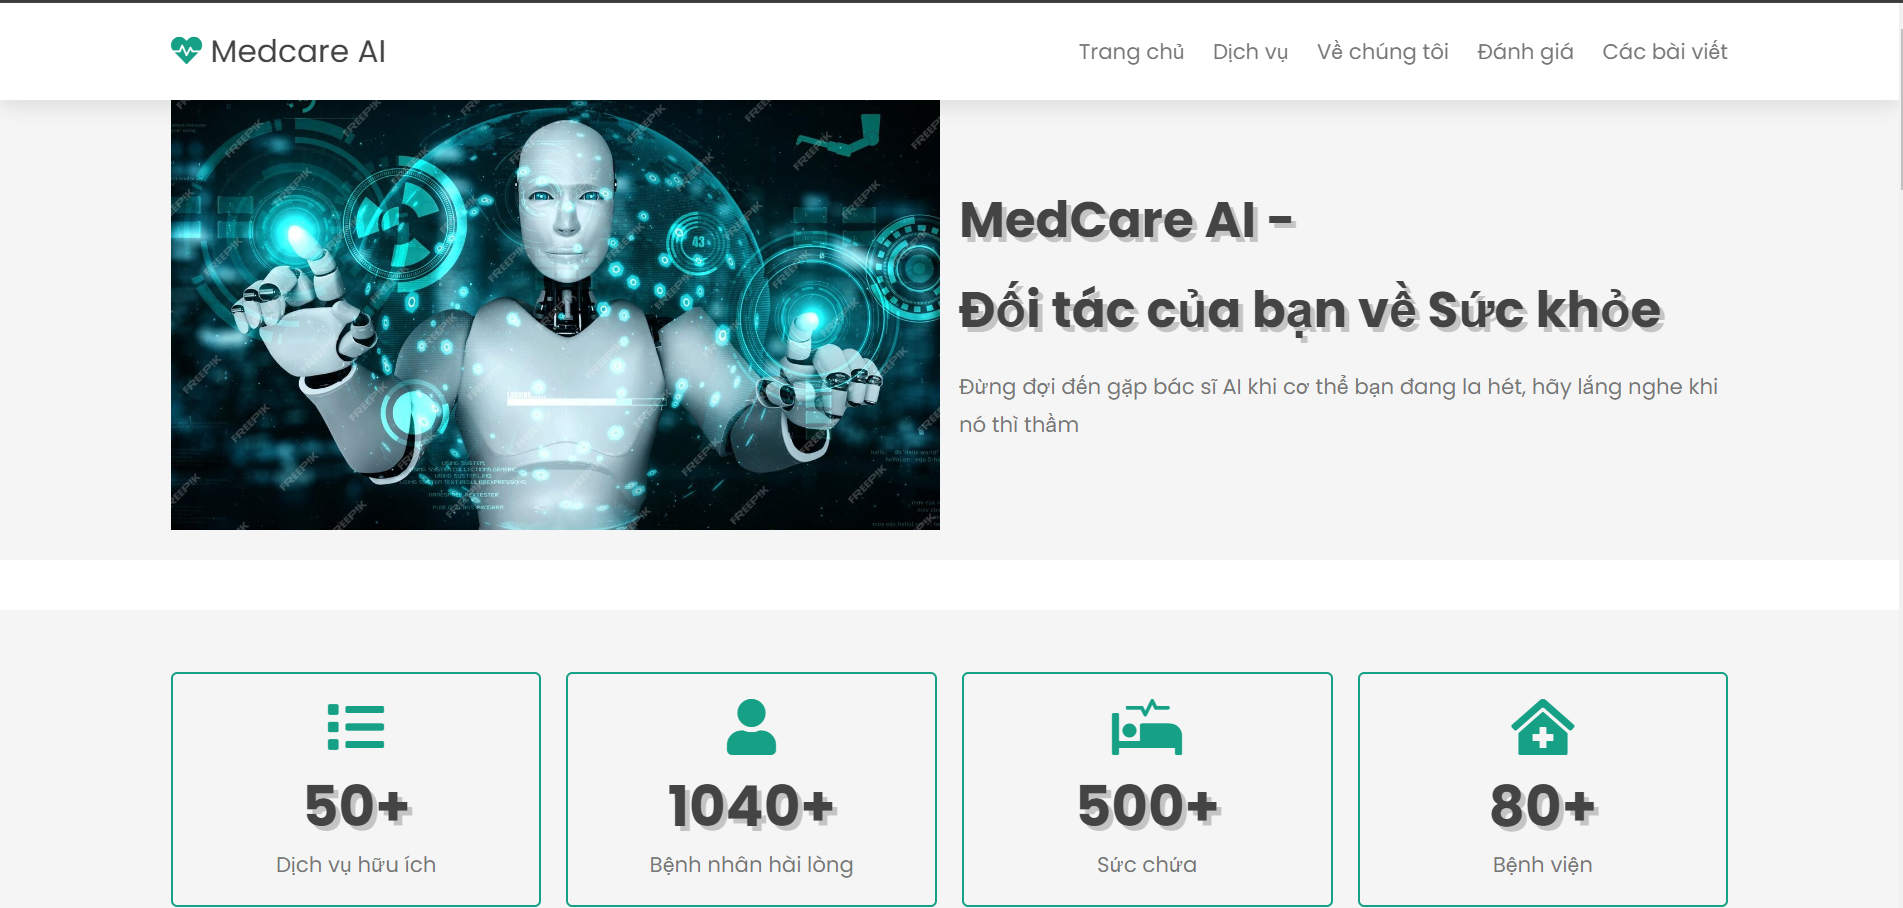 Medcare AI
Trang chủ
Dịch vụ
Về chúng tôi
Đánh giá
Các bài viết
FREEPIK
43
MedCare AI -
Đối tác của bạn về Sức khỏe
Đừng đợi đến gặp bác sĩ AI khi cơ thể bạn đang la hét, hãy lắng nghe khi
nó thì thầm
50+
Dịch vụ hữu ích
1040+
Bệnh nhân hài lòng
500+
Sức chứa
80+
Bệnh viện